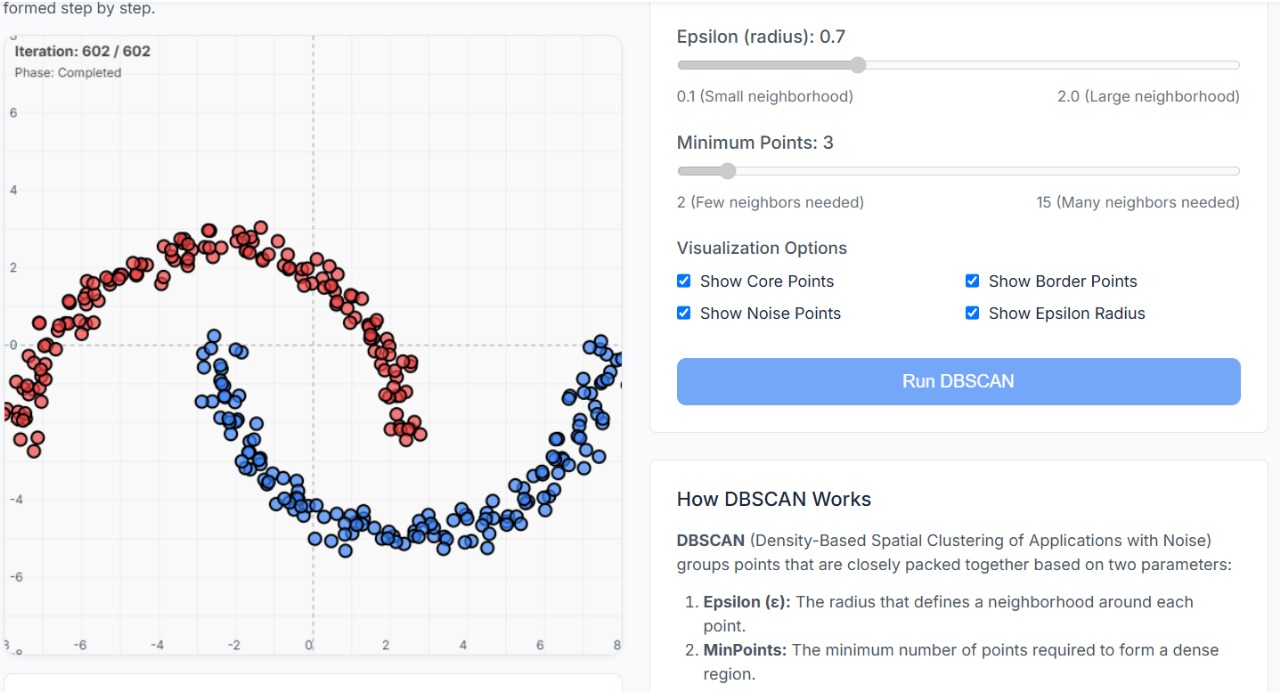 formed step by step.
Iteration: 602 / 602
Phase: Completed
6
4
2
0
-2
-4
-6
-6
-4
-2
0
2
4
6
8
Epsilon (radius): 0.7
0.1 (Small neighborhood)
2.0 (Large neighborhood)
Minimum Points: 3
2 (Few neighbors needed)
15 (Many neighbors needed)
Visualization Options
Show Core Points
Show Border Points
Show Noise Points
Show Epsilon Radius
Run DBSCAN
How DBSCAN Works
DBSCAN (Density-Based Spatial Clustering of Applications with Noise)
groups points that are closely packed together based on two parameters:
1. Epsilon (ε): The radius that defines a neighborhood around each
point.
2. MinPoints: The minimum number of points required to form a dense
region.